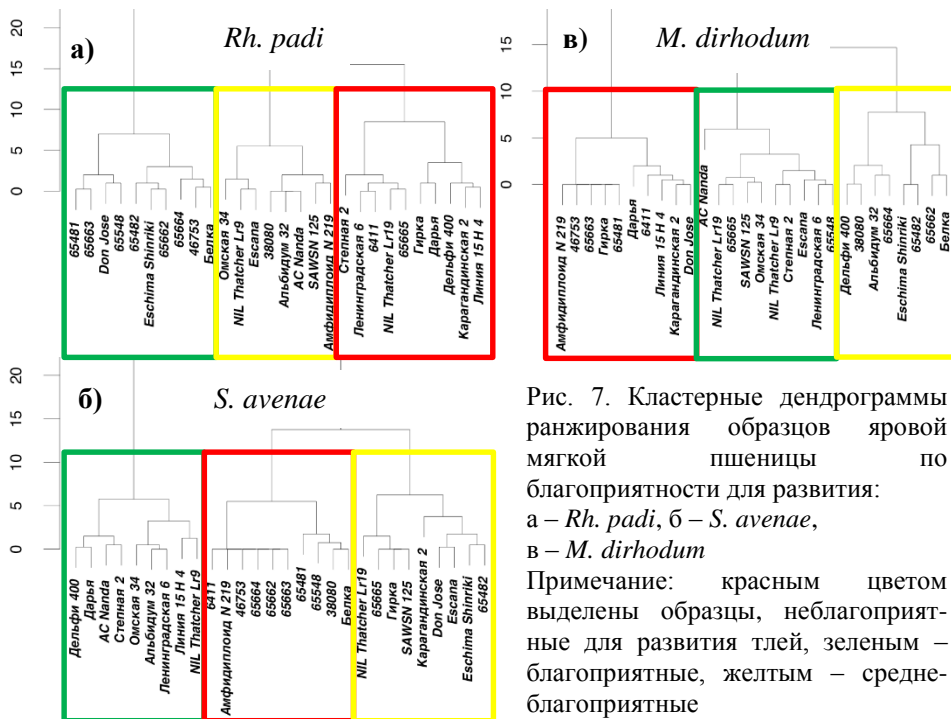 а)
Rh. padi
20
15
10
5
0
65481
65663
Don Jose
65548
65482
Eschima Shinriki
65662
65664
46753
Белка
Омская 34
NIL Thatcher Lr9
Escana
38080
Альбидум 32
AC Nanda
SAWSN 125
Амфидиплоид N 219
Степная 2
Ленинградская 6
6411
NIL Thatcher Lr19
65665
Гирка
Дарья
Дельфи 400
Карагандинская 2
Линия 15 Н 4
в)
M. dirhodum
15
10
5
0
Амфидиплоид N 219
46753
65663
Гирка
65481
Дарья
6411
Линия 15 Н 4
Карагандинская 2
Don Jose
AC Nanda
NIL Thatcher Lr19
65665
SAWSN 125
Омская 34
NIL Thatcher Lr9
Степная 2
Escana
Ленинградская 6
65548
Дельфи 400
38080
Альбидум 32
65664
Eschima Shinriki
65482
65662
Белка
б)
S. avenae
20
15
10
5
0
Дельфи 400
Дарья
AC Nanda
Степная 2
Омская 34
Альбидум 32
Ленинградская 6
Линия 15 Н 4
NIL Thatcher Lr9
6411
Амфидиплоид N 219
46753
65664
65662
65663
65481
65548
38080
Белка
NIL Thatcher Lr19
65665
Гирка
SAWSN 125
Карагандинская 2
Don Jose
Escana
Eschima Shinriki
65482
Рис. 7. Кластерные дендрограммы
ранжирования образцов яровой
мягкой пшеницы по
благоприятности для развития:
а – Rh. padi, б – S. avenae,
в – M. dirhodum
Примечание: красным цветом
выделены образцы, неблагоприят-
ные для развития тлей, зеленым –
благоприятные, желтым – средне-
благоприятные